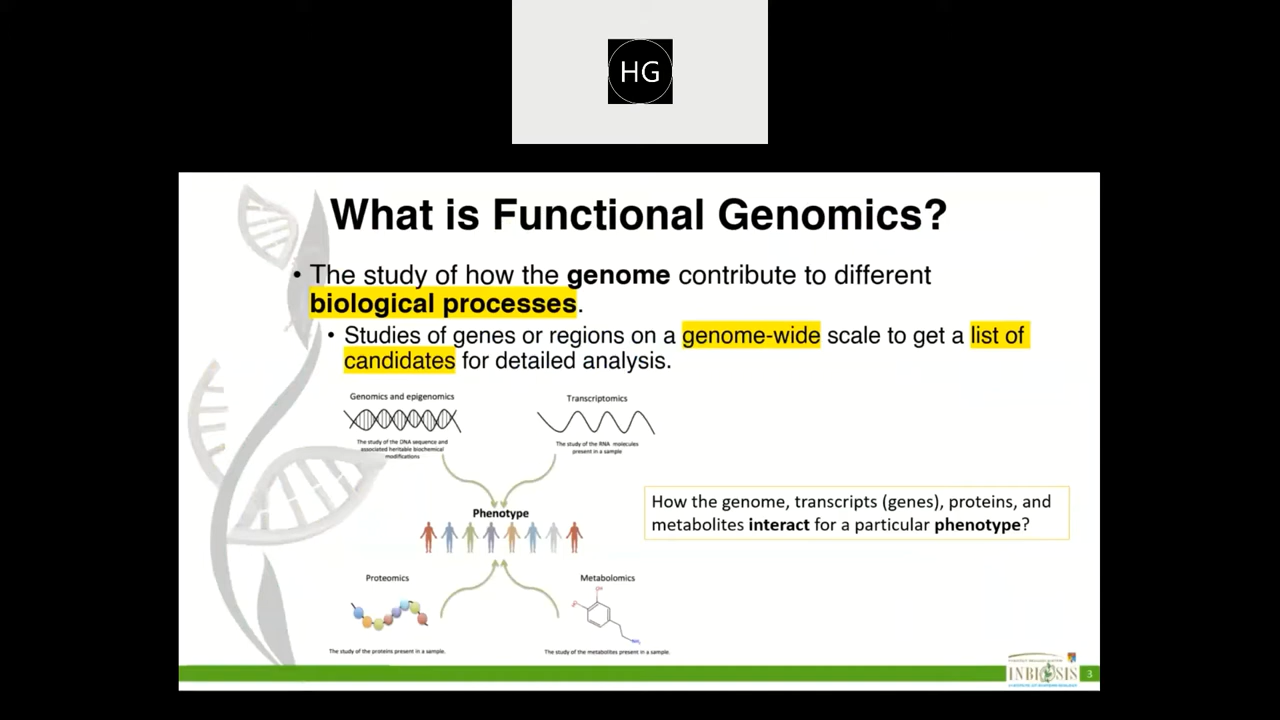 HG
What is Functional Genomics?
• The study of how the genome contribute to different
biological processes.
• Studies of genes or regions on a genome-wide scale to get a list of
candidates for detailed analysis.
Genomics and epigenomics
The study of the DNA sequence and
associated heritable biochemical
modifications
Transcriptomics
The study of the RNA molecules
present in a sample
Phenotype
How the genome, transcripts (genes), proteins, and
metabolites interact for a particular phenotype?
Proteomics
The study of the proteins present in a sample.
Metabolomics
OH
The study of the metabolites present in a sample.
INBIOSIS
3